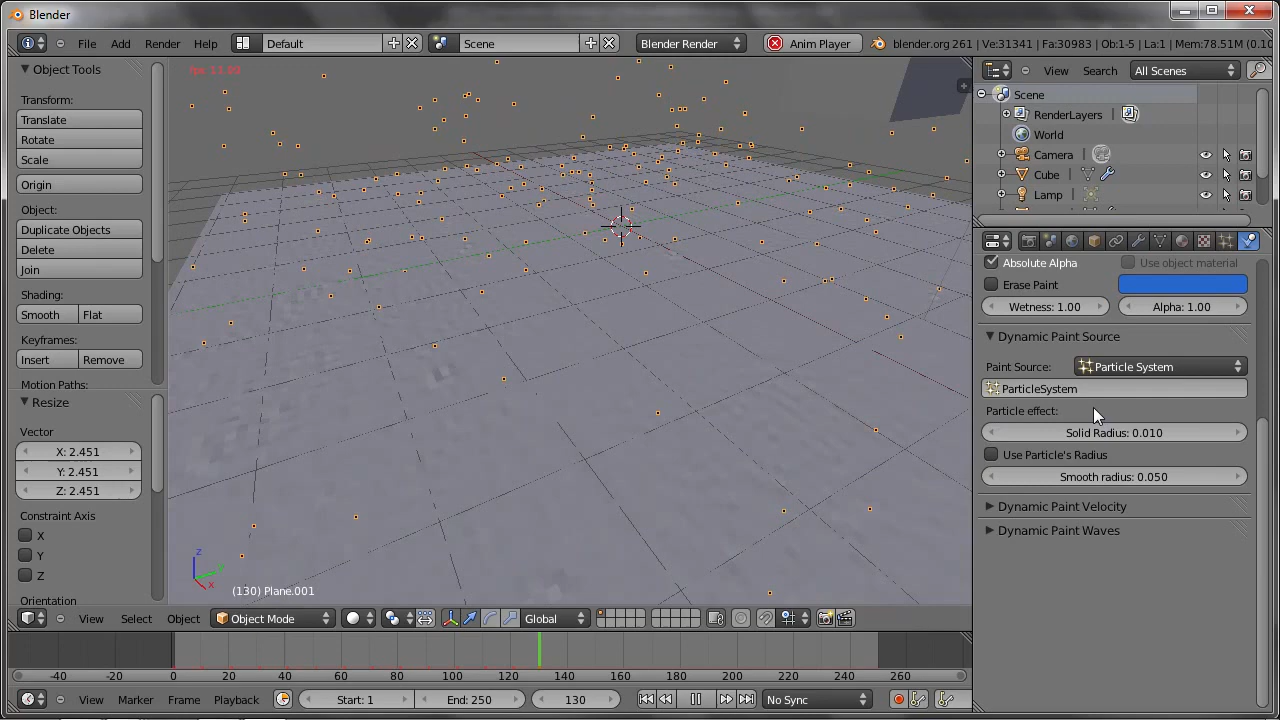 Blender
File Add Render Help Default Scene Blender Render Anim Player blender.org 261 | Ve:31341 | Fa:30983 | Ob:1-5 | La:1 | Mem:78.51M (0.10
Object Tools
Transform:
Translate
Rotate
Scale
Origin
Object:
Duplicate Objects
Delete
Join
Shading:
Smooth Flat
Keyframes:
Insert Remove
Motion Paths:
Resize
Vector
X: 2.451
Y: 2.451
Z: 2.451
Constraint Axis
X
Y
Z
Orientation
z
x
(130) Plane.001
View Select Object Object Mode Global
-40 -20 0 20 40 60 80 100 120 140 160 180 200 220 240 260
View Marker Frame Playback Start: 1 End: 250 130 No Sync
View Search All Scenes
Scene
RenderLayers
World
Camera
Cube
Lamp
Absolute Alpha Use object material
Erase Paint
Wetness: 1.00 Alpha: 1.00
Dynamic Paint Source
Paint Source: Particle System
ParticleSystem
Particle effect:
Solid Radius: 0.010
Use Particle's Radius
Smooth radius: 0.050
Dynamic Paint Velocity
Dynamic Paint Waves